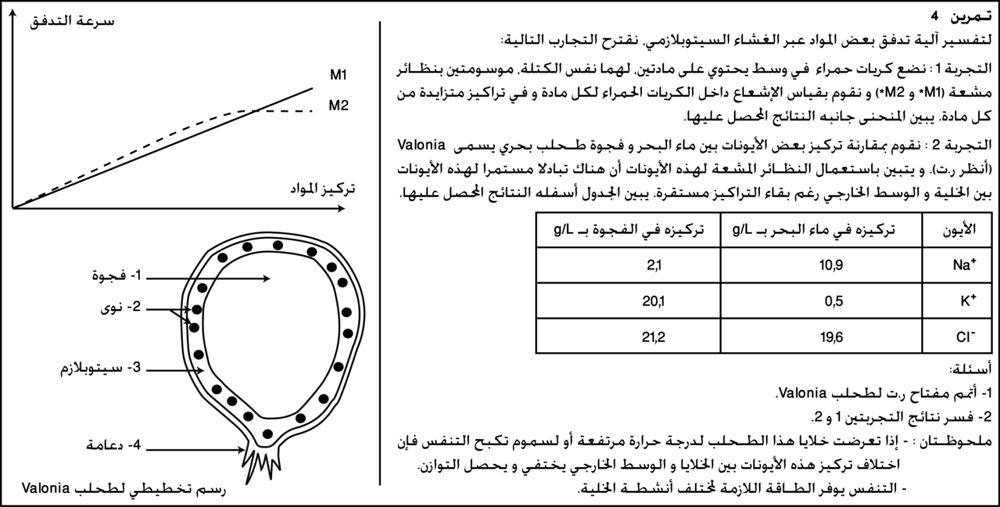 تـمرين 4
لتفسير آلية تدفق بعض المواد عبر الغشاء السيتوبلازمي، نقترح التجارب التالية:
التجربة 1 : نضع كريات حمراء في وسط يحتوي على مادتين، لهما نفس الكتلة، موسومتين بنظائر
مشعة (M1* و M2*) و نقوم بقياس الإشعاع داخل الكريات الحمراء لكل مادة و في تراكيز متزايدة من
كل مادة. يبين المنحنى جانبه النتائج المحصل عليها.
التجربة 2 : نقوم بمقارنة تركيز بعض الأيونات بين ماء البحر و فجوة طحلب بحري يسمى Valonia
(أنظر ر.ت). و يتبين باستعمال النظائر المشعة لهذه الأيونات أن هناك تبادلا مستمرا لهذه الأيونات
بين الخلية و الوسط الخارجي رغم بقاء التراكيز مستقرة. يبين الجدول أسفله النتائج المحصل عليها.
الأيون تركيزه في ماء البحر بـ g/L تركيزه في الفجوة بـ g/L
Na+ 10,9 2,1
K+ 0,5 20,1
Cl- 19,6 21,2
أسئلة:
1- أتمم مفتاح ر.ت لطحلب Valonia.
2- فسر نتائج التجربتين 1 و 2.
ملحوظتان : - إذا تعرضت خلايا هذا الطحلب لدرجة حرارة مرتفعة أو لسموم تكبح التنفس فإن
اختلاف تركيز هذه الأيونات بين الخلايا و الوسط الخارجي يختفي و يحصل التوازن.
- التنفس يوفر الطاقة اللازمة لمختلف أنشطة الخلية.
سرعة التدفق
M1
M2
تركيز المواد
1- فجوة
2- نوى
3- سيتوبلازم
4- دعامة
رسم تخطيطي لطحلب Valonia